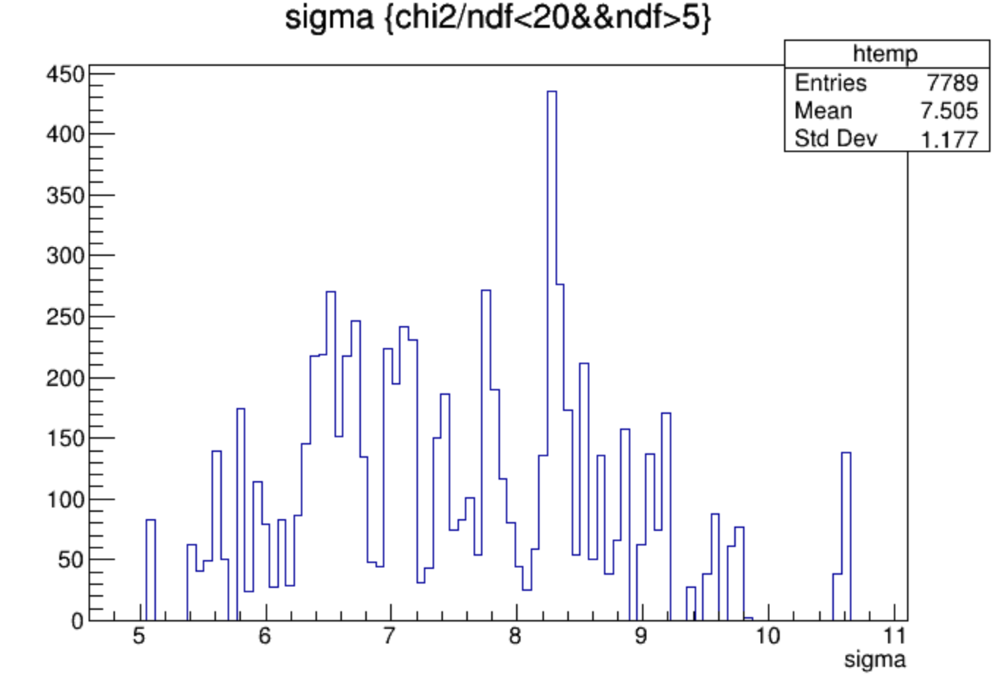 sigma {chi2/ndf<20&&ndf>5}
htemp
Entries 7789
Mean 7.505
Std Dev 1.177
450
400
350
300
250
200
150
100
50
0
5 6 7 8 9 10 11
sigma